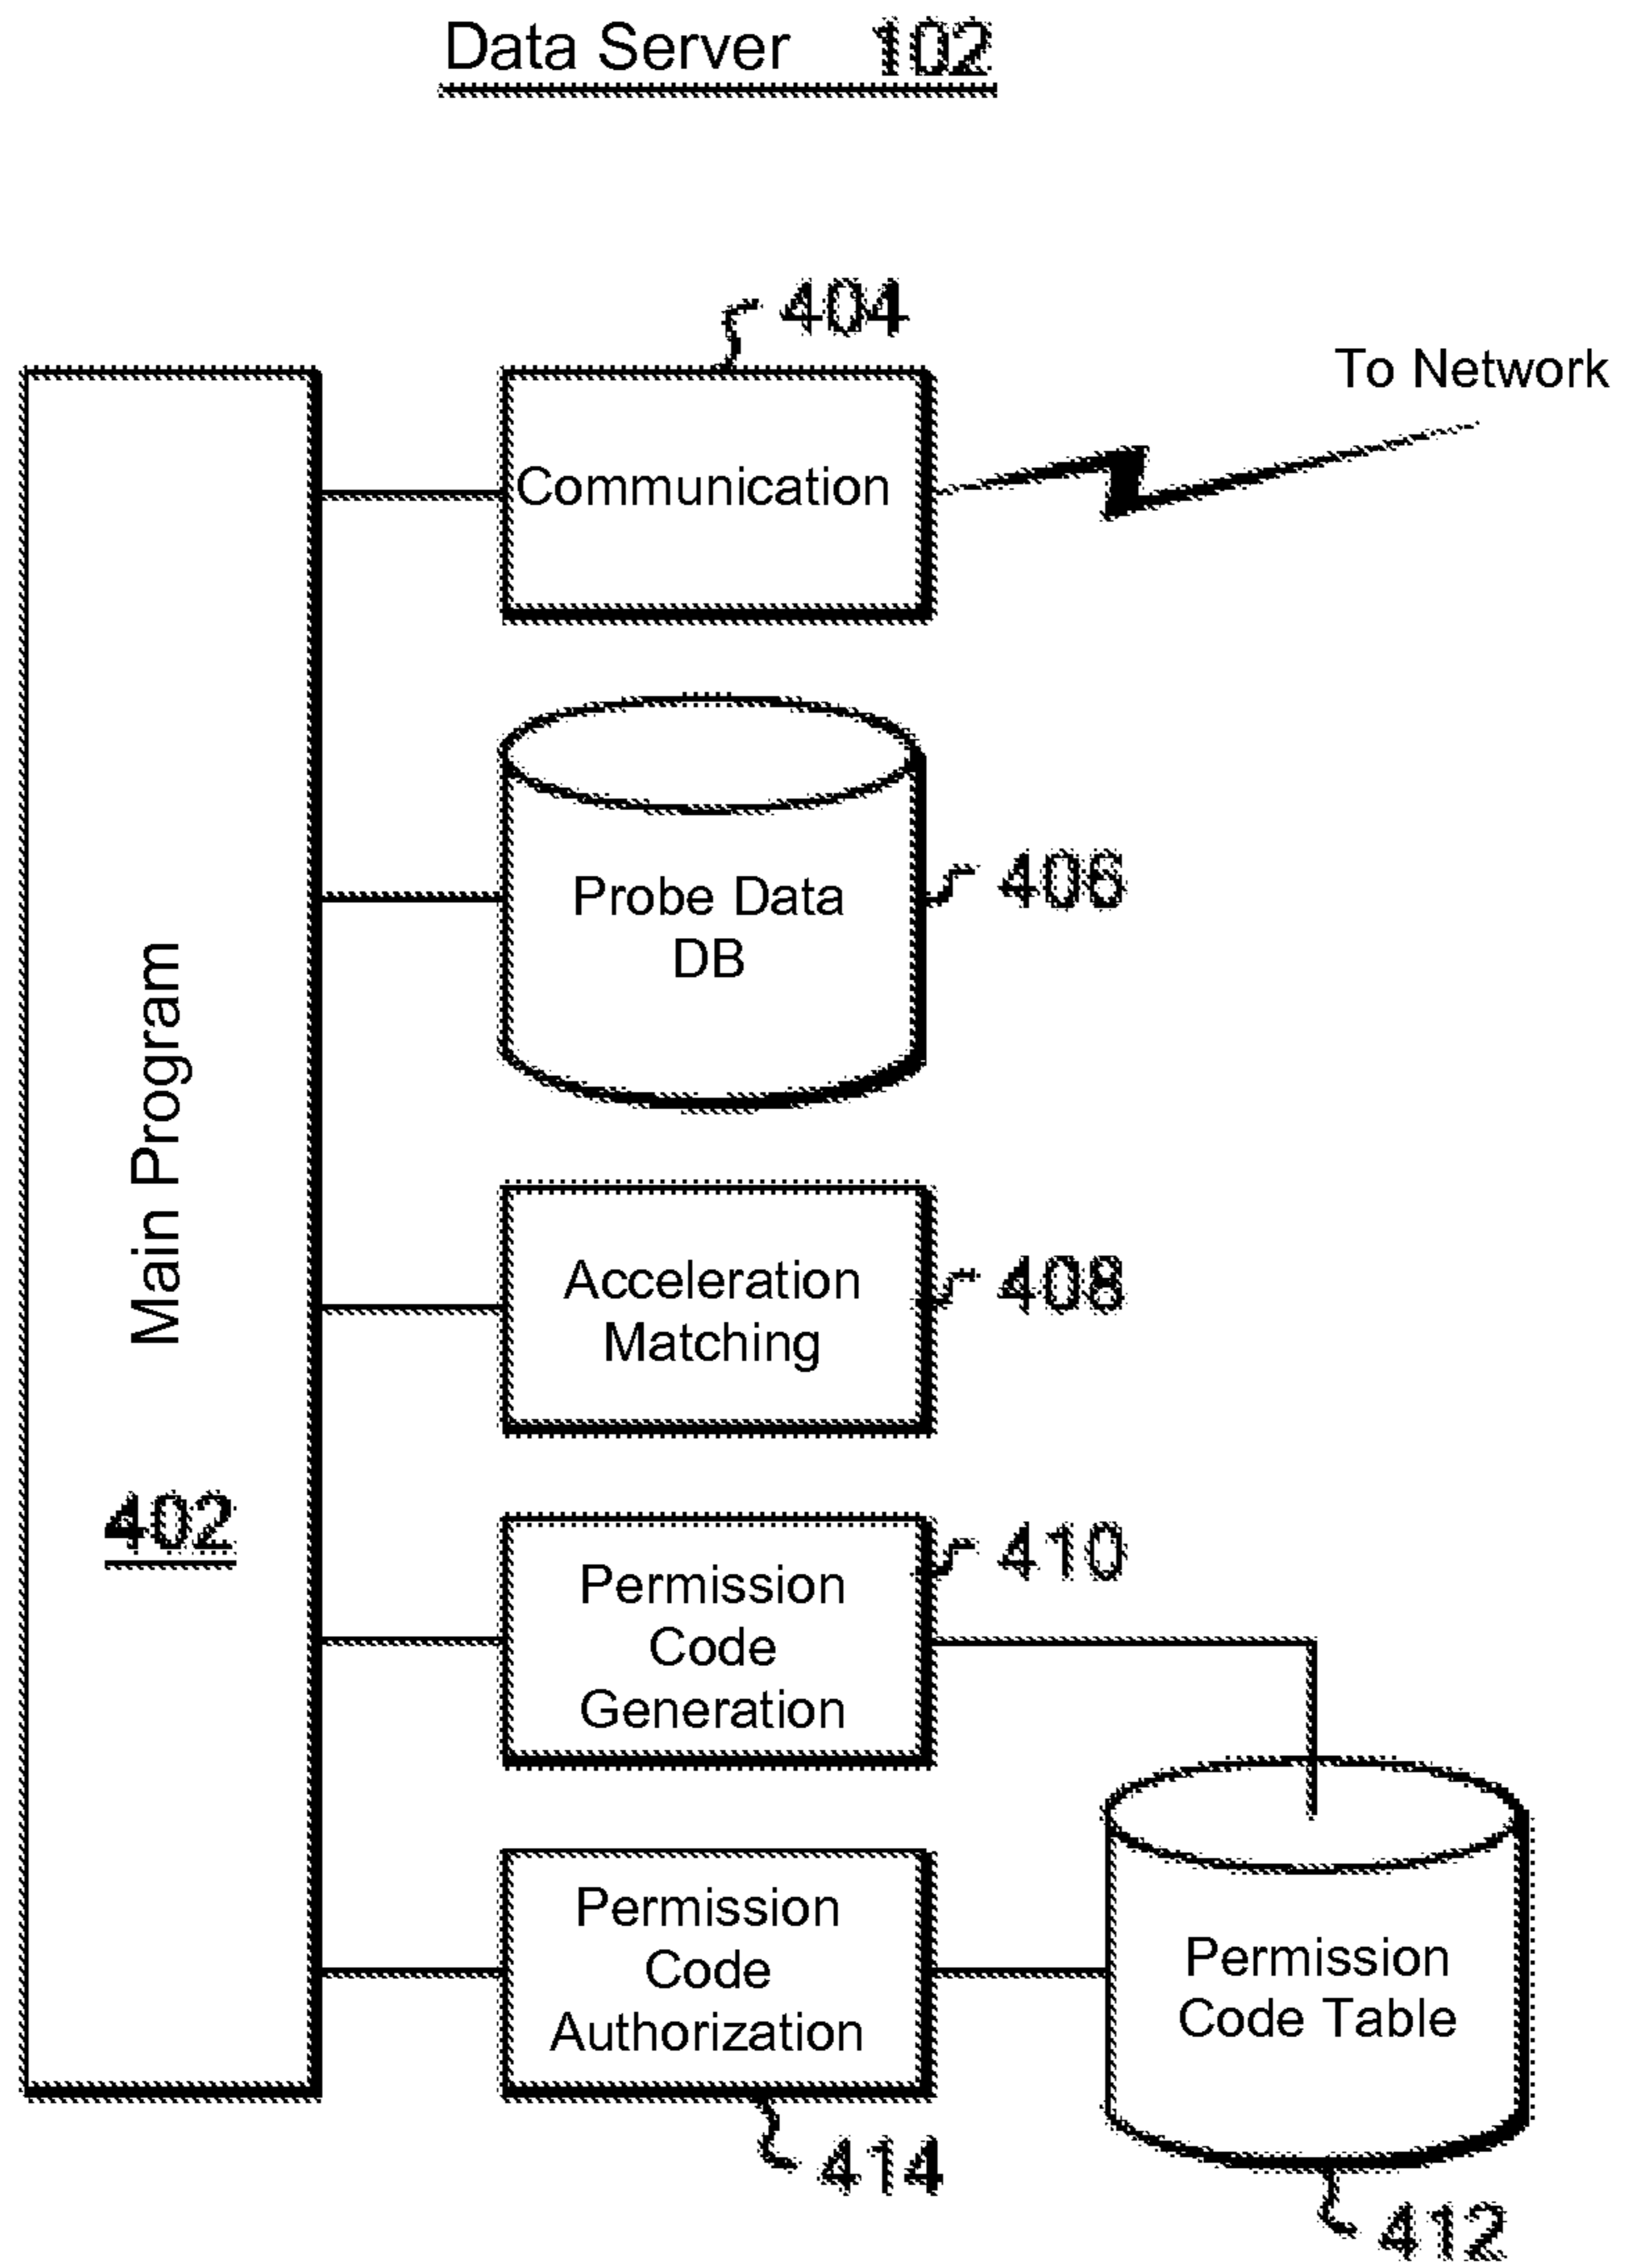 Data Server 102
404
To Network
Communication
Probe Data
DB
406
Main Program
402
Acceleration
Matching
408
Permission
Code
Generation
410
Permission
Code
Authorization
414
Permission
Code Table
412